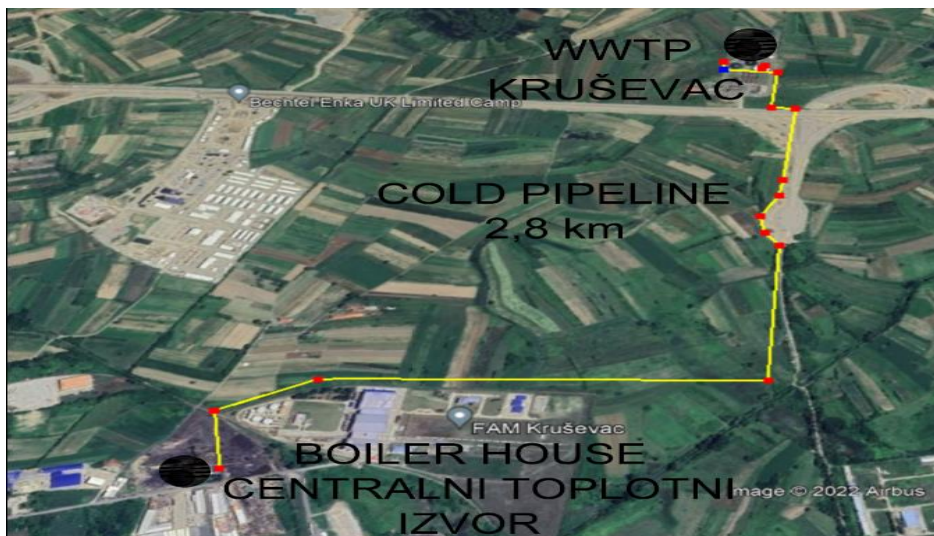 WWTP
KRUŠEVAC
Bechtel Enka UK Limited Camp
COLD PIPELINE
2,8 km
FAM Kruševac
BOILER HOUSE
CENTRALNI TOPLOTNI
IZVOR
Image © 2022 Airbus